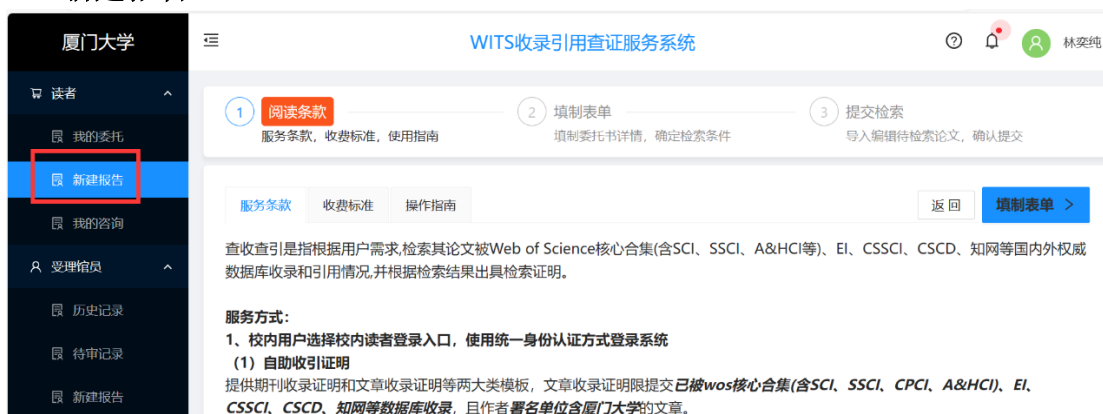 厦门大学
WITS收录引用查证服务系统
林奕纯
读者
我的委托
新建报告
我的咨询
受理馆员
历史记录
待审记录
新建报告
1 阅读条款
服务条款，收费标准，使用指南
2 填制表单
填制委托书详情，确定检索条件
3 提交检索
导入编辑待检索论文，确认提交
服务条款 收费标准 操作指南
返 回 填制表单 >
查收查引是指根据用户需求,检索其论文被Web of Science核心合集(含SCI、SSCI、A&HCI等)、EI、CSSCI、CSCD、知网等国内外权威
数据库收录和引用情况,并根据检索结果出具检索证明。
服务方式：
1、校内用户选择校内读者登录入口，使用统一身份认证方式登录系统
（1）自助收引证明
提供期刊收录证明和文章收录证明等两大类模板，文章收录证明限提交已被wos核心合集(含SCI、SSCI、CPCI、A&HCI)、EI、
CSSCI、CSCD、知网等数据库收录，且作者署名单位含厦门大学的文章。